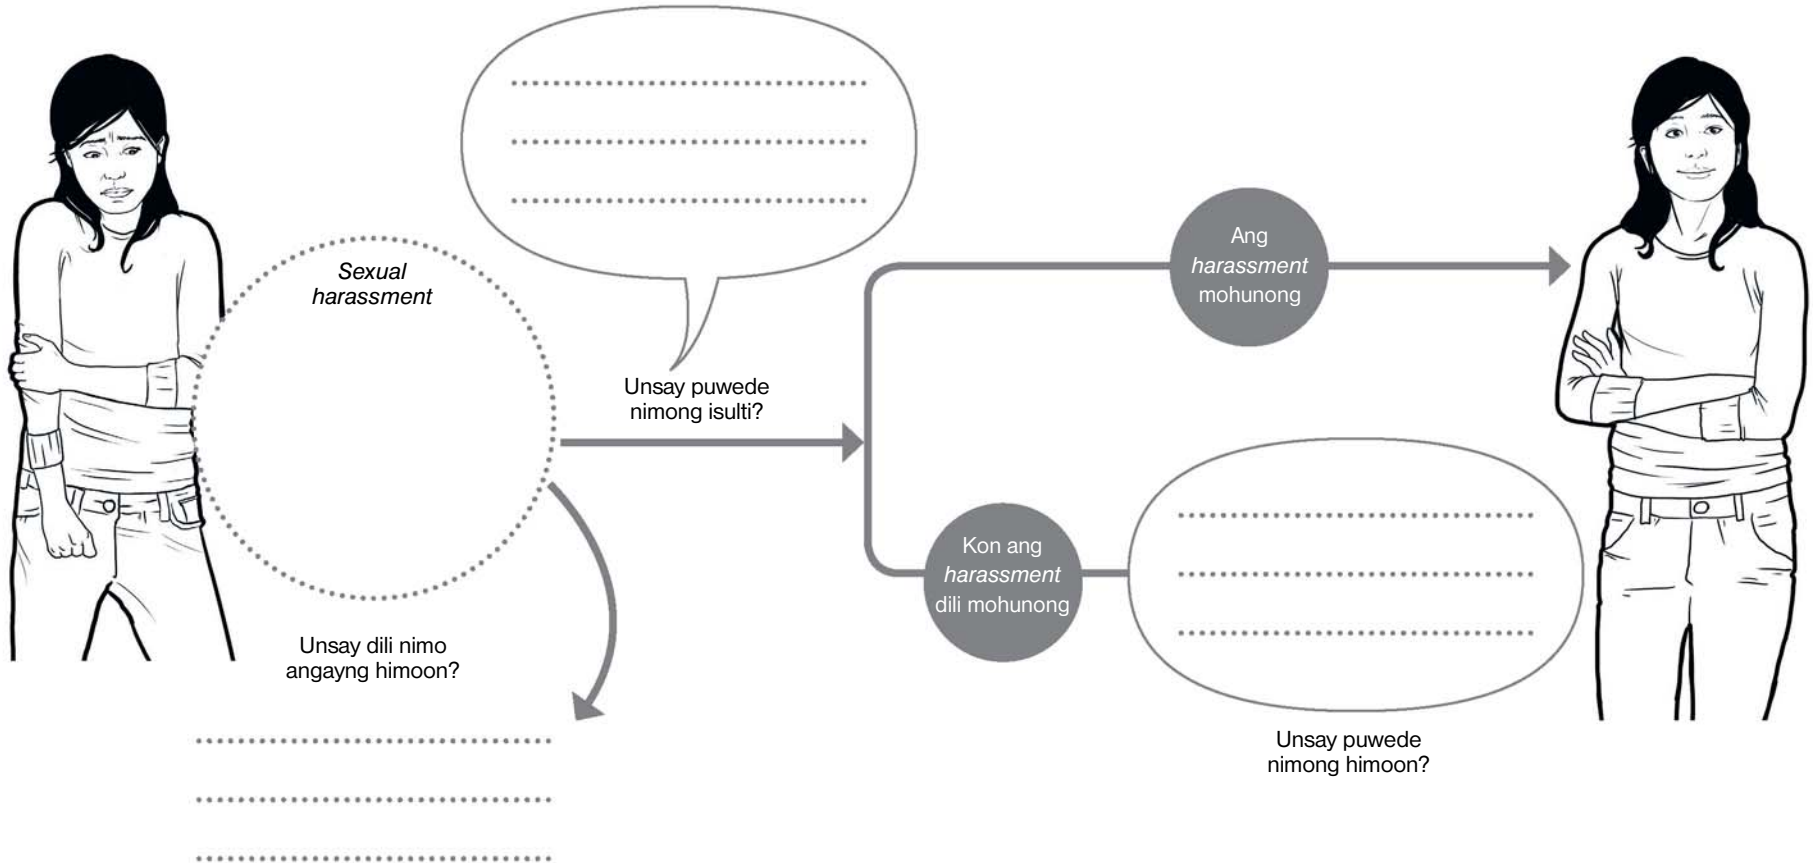 Sexual
harassment
Unsay puwede
nimong isulti?
Ang
harassment
mohunong
Kon ang
harassment
dili mohunong
Unsay dili nimo
angayng himoon?
Unsay puwede
nimong himoon?